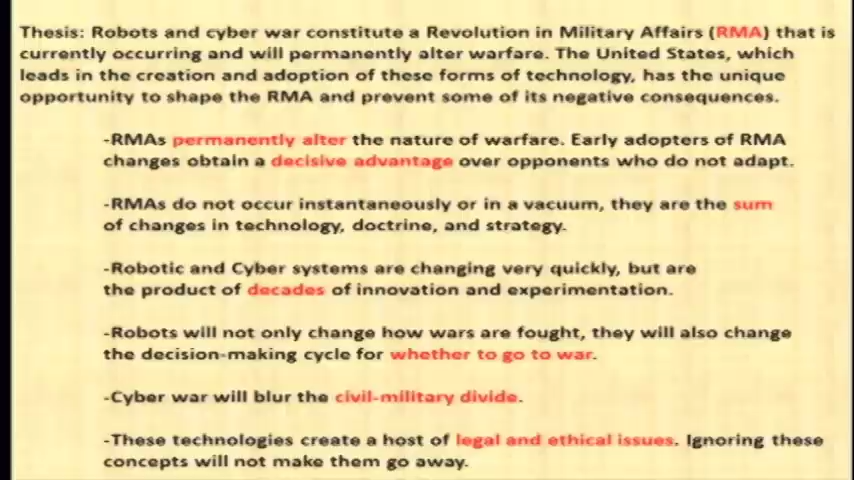 Thesis: Robots and cyber war constitute a Revolution in Military Affairs (RMA) that is
currently occurring and will permanently alter warfare. The United States, which
leads in the creation and adoption of these forms of technology, has the unique
opportunity to shape the RMA and prevent some of its negative consequences.
-RMAs permanently alter the nature of warfare. Early adopters of RMA
changes obtain a decisive advantage over opponents who do not adapt.
-RMAs do not occur instantaneously or in a vacuum, they are the sum
of changes in technology, doctrine, and strategy.
-Robotic and Cyber systems are changing very quickly, but are
the product of decades of innovation and experimentation.
-Robots will not only change how wars are fought, they will also change
the decision-making cycle for whether to go to war.
-Cyber war will blur the civil-military divide.
-These technologies create a host of legal and ethical issues. Ignoring these
concepts will not make them go away.